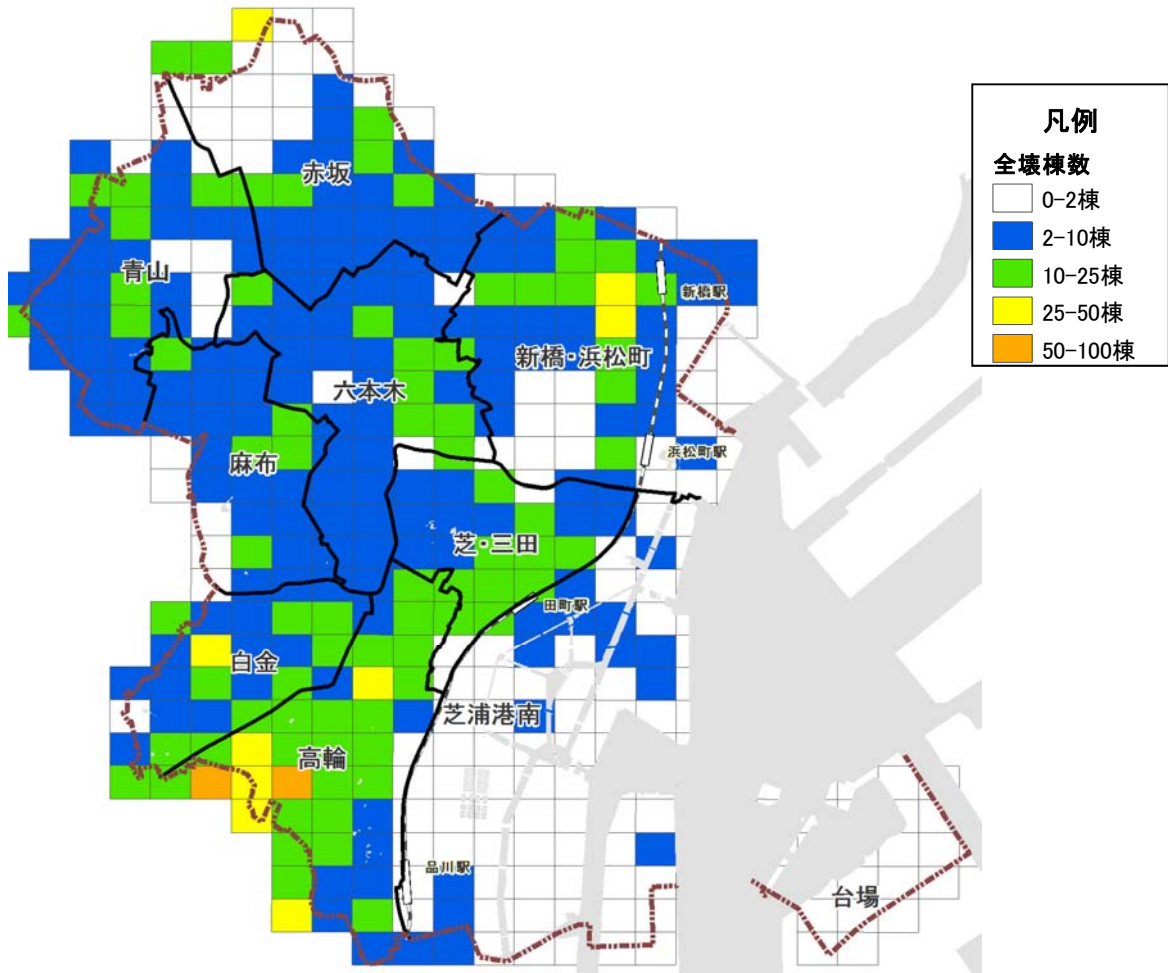 凡例
全壊棟数
0-2棟
2-10棟
10-25棟
25-50棟
50-100棟
赤坂
青山
新橋駅
新橋・浜松町
六本木
浜松町駅
麻布
芝・三田
田町駅
白金
芝浦港南
高輪
品川駅
台場